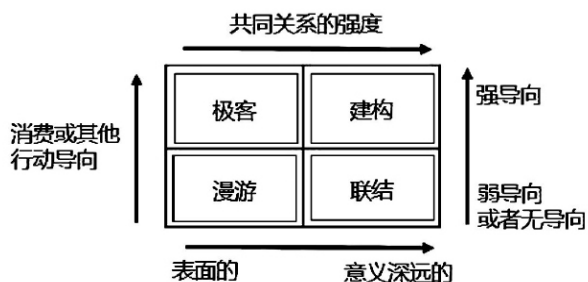 共同关系的强度
极客
建构
强导向
消费或其他
行动导向
漫游
联结
弱导向
或者无导向
表面的
意义深远的